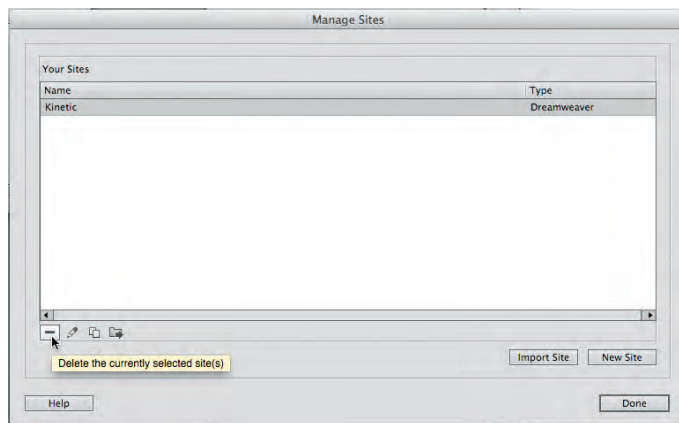 Manage Sites
Your Sites
Name Type
Kinetic Dreamweaver
Delete the currently selected site(s)
Import Site New Site
Help Done